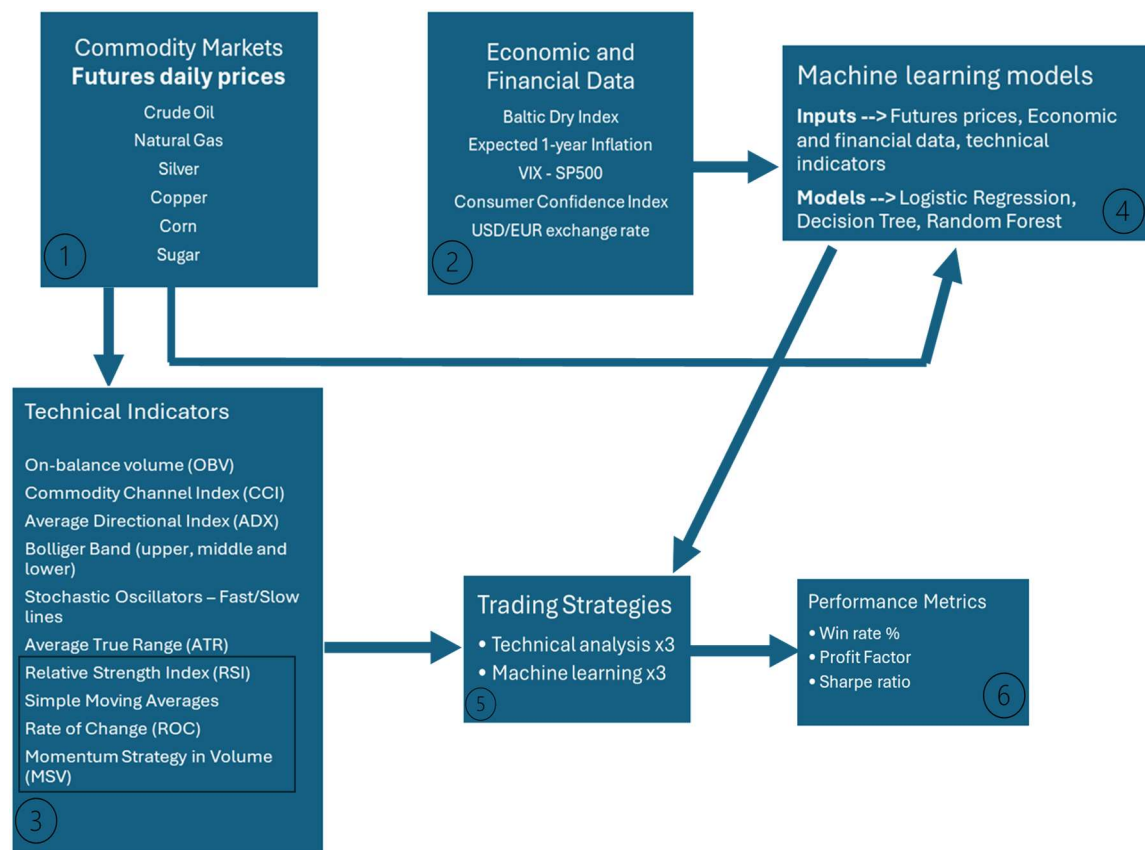 Commodity Markets
Futures daily prices
Crude Oil
Natural Gas
Silver
Copper
Corn
Sugar
1
Economic and
Financial Data
Baltic Dry Index
Expected 1-year Inflation
VIX - SP500
Consumer Confidence Index
USD/EUR exchange rate
2
Technical Indicators
On-balance volume (OBV)
Commodity Channel Index (CCI)
Average Directional Index (ADX)
Bolliger Band (upper, middle and
lower)
Stochastic Oscillators – Fast/Slow
lines
Average True Range (ATR)
Relative Strength Index (RSI)
Simple Moving Averages
Rate of Change (ROC)
Momentum Strategy in Volume
(MSV)
3
Machine learning models
Inputs --> Futures prices, Economic
and financial data, technical
indicators
Models --> Logistic Regression,
Decision Tree, Random Forest
4
Trading Strategies
• Technical analysis x3
• Machine learning x3
5
Performance Metrics
• Win rate %
• Profit Factor
• Sharpe ratio
6